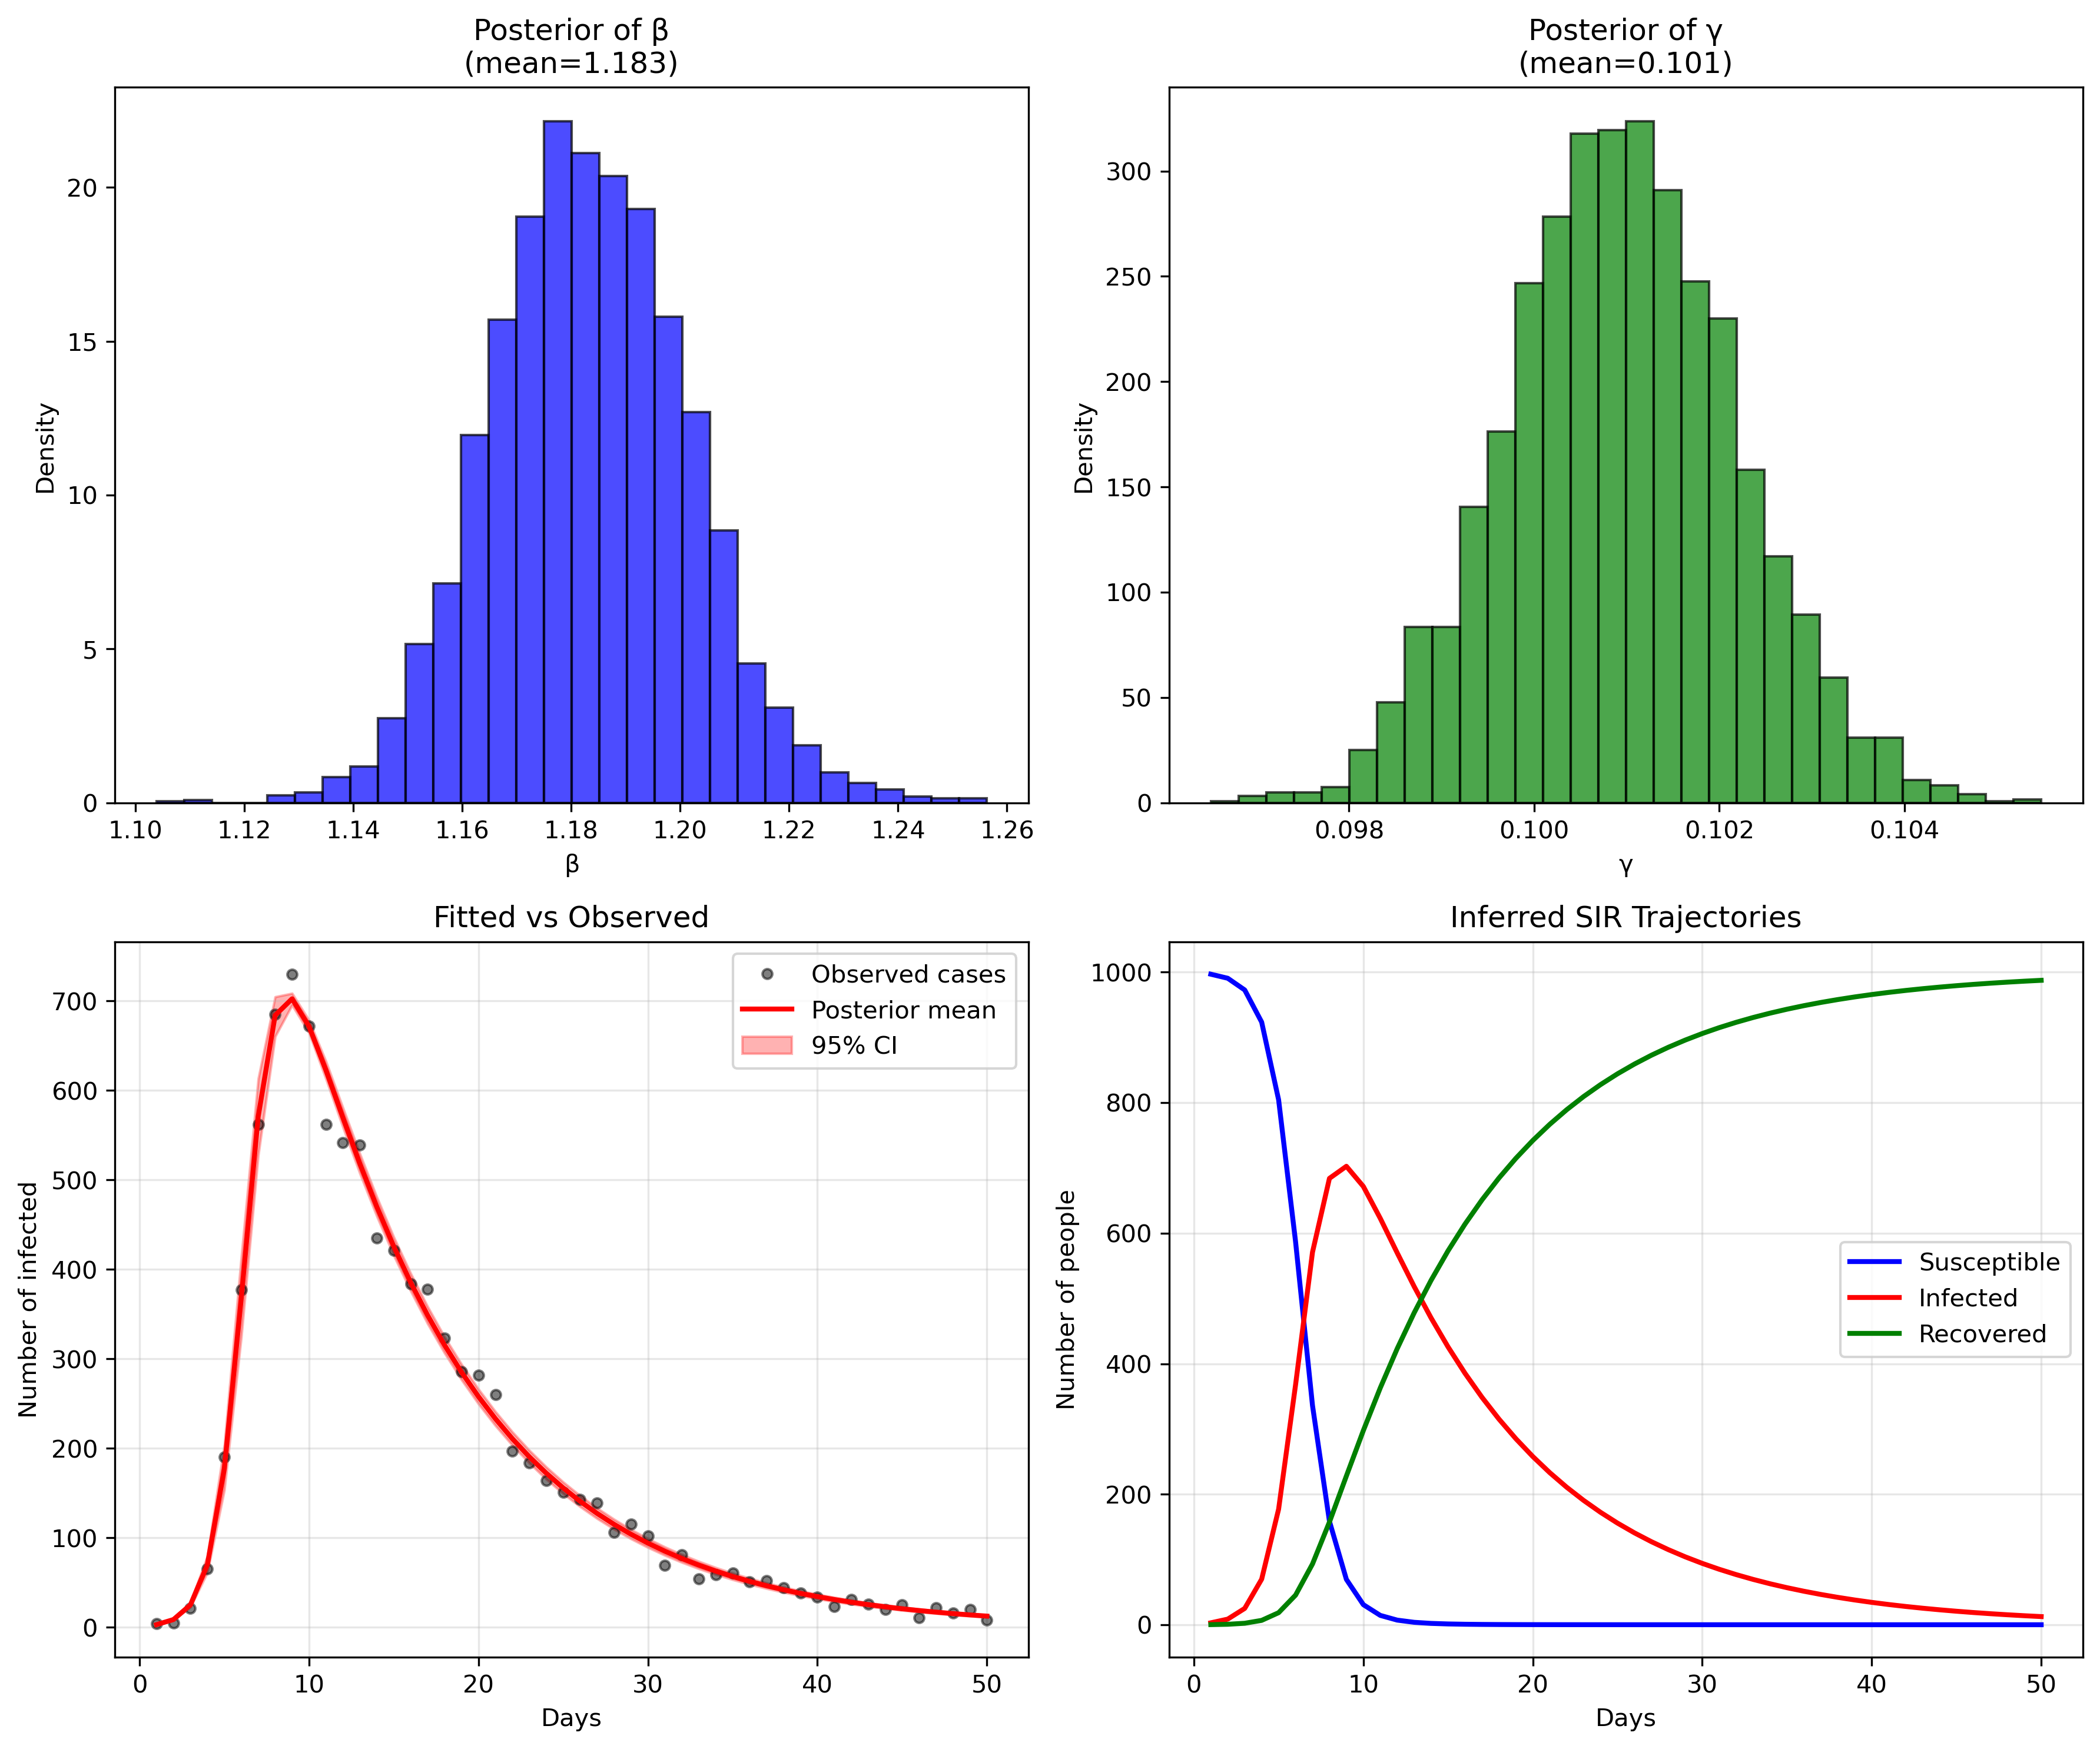 Posterior of β
(mean=1.183)
Density
20
15
10
5
0
1.10 1.12 1.14 1.16 1.18 1.20 1.22 1.24 1.26
β
Posterior of γ
(mean=0.101)
Density
300
250
200
150
100
50
0
0.098 0.100 0.102 0.104
γ
Fitted vs Observed
Number of infected
700
600
500
400
300
200
100
0
Observed cases
Posterior mean
95% CI
0 10 20 30 40 50
Days
Inferred SIR Trajectories
Number of people
1000
800
600
400
200
0
Susceptible
Infected
Recovered
0 10 20 30 40 50
Days